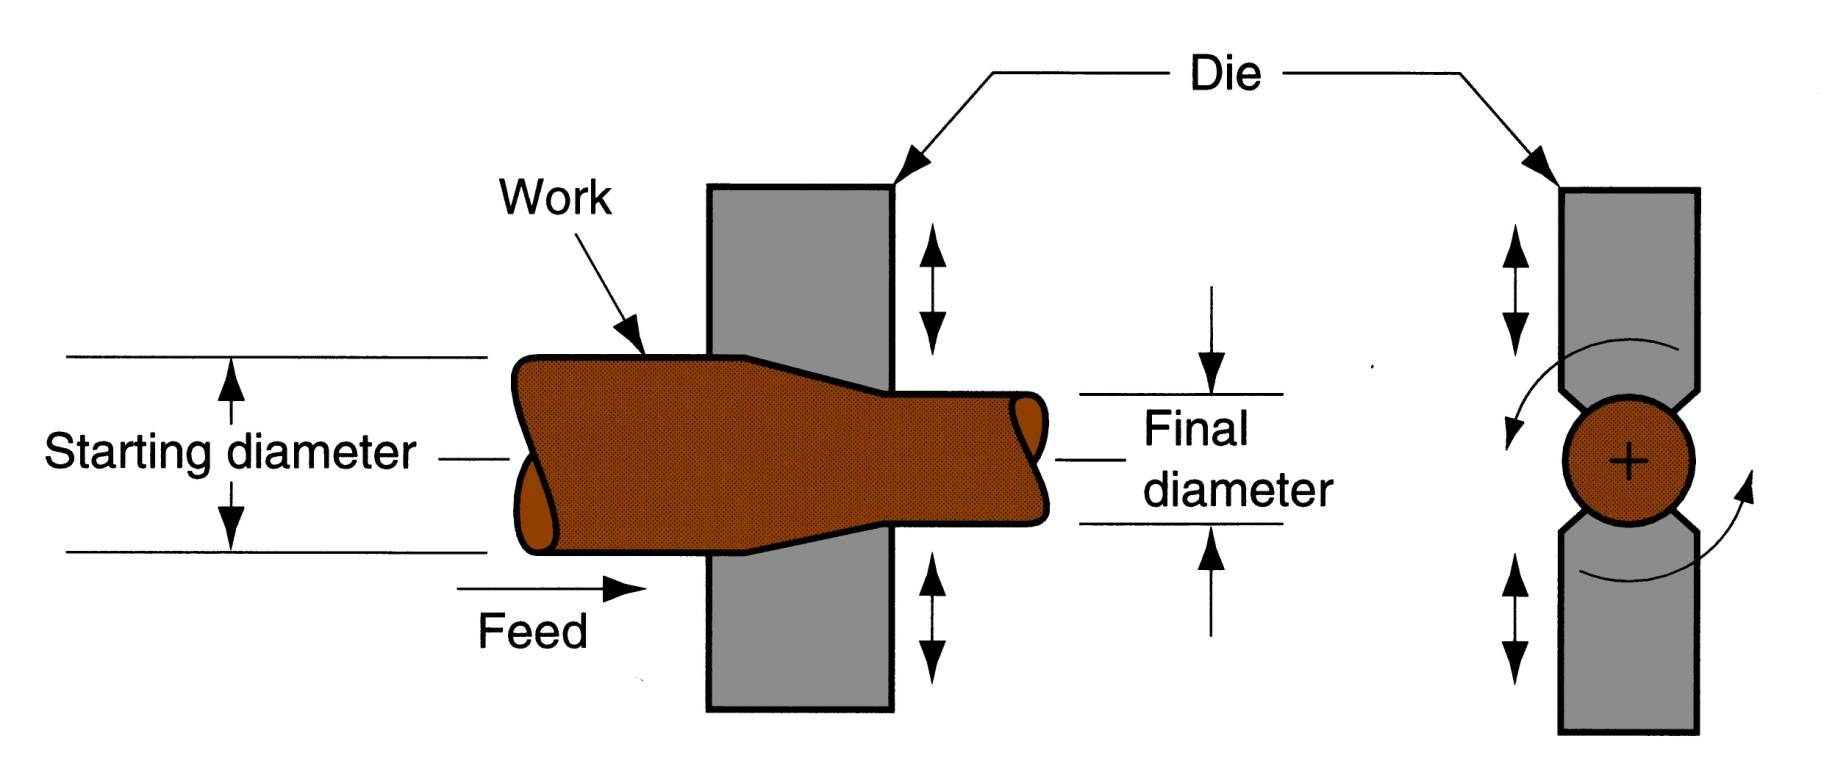 Die
Work
Starting diameter
Final
diameter
Feed